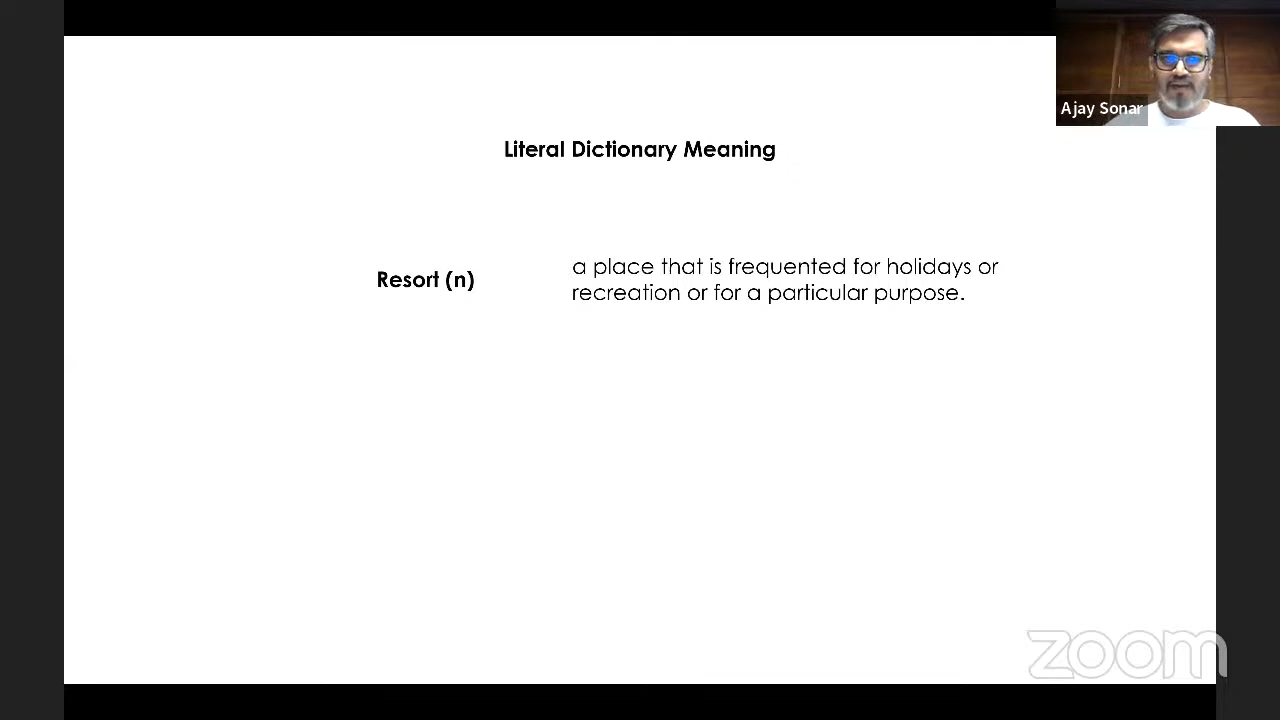 Ajay Sonar
Literal Dictionary Meaning
Resort (n)
a place that is frequented for holidays or
recreation or for a particular purpose.
zoom